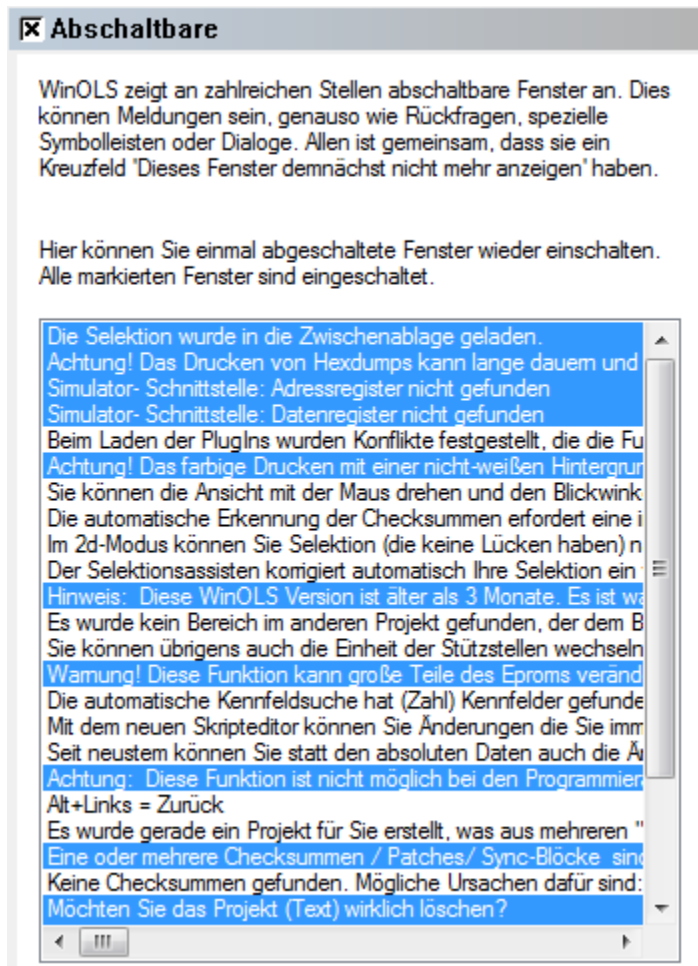 Abschaltbare
WinOLS zeigt an zahlreichen Stellen abschaltbare Fenster an. Dies
können Meldungen sein, genauso wie Rückfragen, spezielle
Symbolleisten oder Dialoge. Allen ist gemeinsam, dass sie ein
Kreuzfeld 'Dieses Fenster demnächst nicht mehr anzeigen' haben.
Hier können Sie einmal abgeschaltete Fenster wieder einschalten.
Alle markierten Fenster sind eingeschaltet.
Die Selektion wurde in die Zwischenablage geladen.
Achtung! Das Drucken von Hexdumps kann lange dauern und
Simulator- Schnittstelle: Adressregister nicht gefunden
Simulator- Schnittstelle: Datenregister nicht gefunden
Beim Laden der PlugIns wurden Konflikte festgestellt, die die Fu
Achtung! Das farbige Drucken mit einer nicht-weißen Hintergrun
Sie können die Ansicht mit der Maus drehen und den Blickwink
Die automatische Erkennung der Checksummen erfordert eine i
Im 2d-Modus können Sie Selektion (die keine Lücken haben) n
Der Selektionsassisten korrigiert automatisch Ihre Selektion ein
Hinweis:  Diese WinOLS Version ist älter als 3 Monate. Es ist wa
Es wurde kein Bereich im anderen Projekt gefunden, der dem B
Sie können übrigens auch die Einheit der Stützstellen wechseln
Warnung! Diese Funktion kann große Teile des Eproms veränd
Die automatische Kennfeldsuche hat (Zahl) Kennfelder gefunde
Mit dem neuen Skripteditor können Sie Änderungen die Sie imm
Seit neustem können Sie statt den absoluten Daten auch die Ä
Achtung:  Diese Funktion ist nicht möglich bei den Programmier
Alt+Links = Zurück
Es wurde gerade ein Projekt für Sie erstellt, was aus mehreren "
Eine oder mehrere Checksummen / Patches/ Sync-Blöcke  sind
Keine Checksummen gefunden. Mögliche Ursachen dafür sind:
Möchten Sie das Projekt (Text) wirklich löschen?